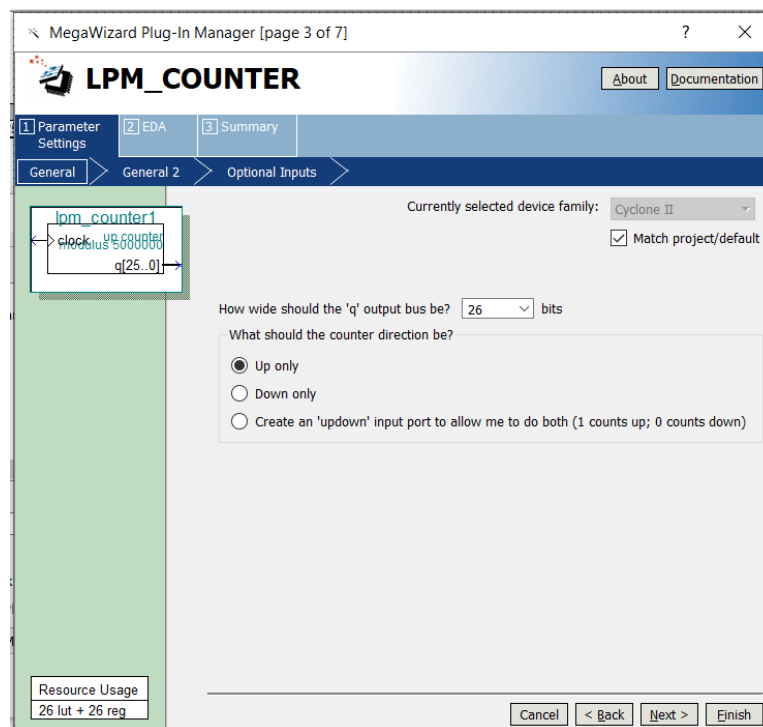 MegaWizard Plug-In Manager [page 3 of 7]
?
LPM_COUNTER
About
Documentation
1 Parameter Settings
2 EDA
3 Summary
General
General 2
Optional Inputs
lpm_counter1
clock
up counter
modulus 5000000
q[25..0]
Currently selected device family:
Cyclone II
Match project/default
How wide should the 'q' output bus be?
26
bits
What should the counter direction be?
Up only
Down only
Create an 'updown' input port to allow me to do both (1 counts up; 0 counts down)
Resource Usage
26 lut + 26 reg
Cancel
< Back
Next >
Finish